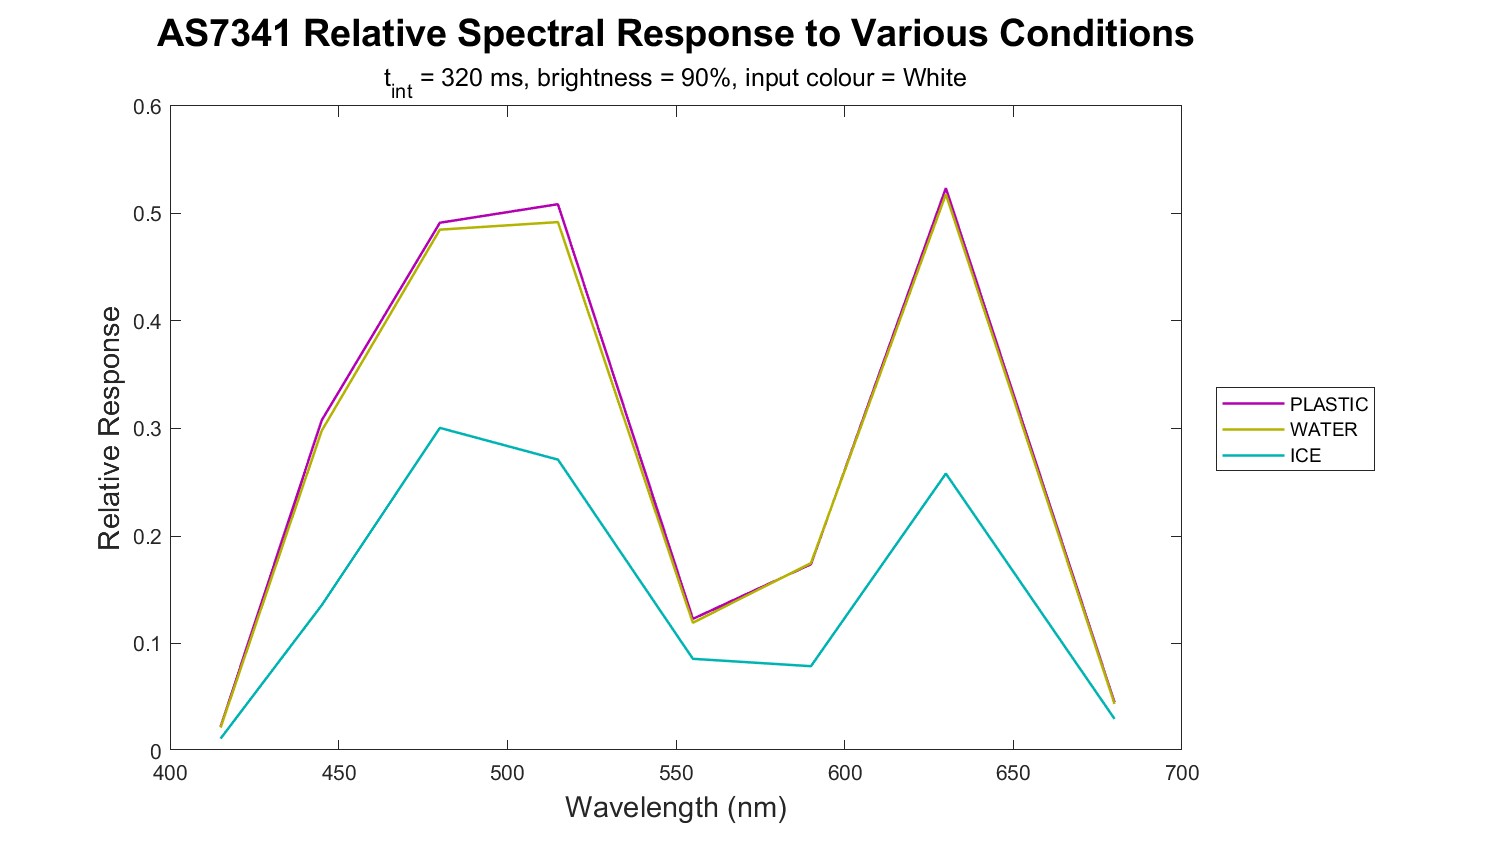 AS7341 Relative Spectral Response to Various Conditions
t_int = 320 ms, brightness = 90%, input colour = White
Relative Response
0.6
0.5
0.4
0.3
0.2
0.1
0
400 450 500 550 600 650 700
Wavelength (nm)
PLASTIC
WATER
ICE